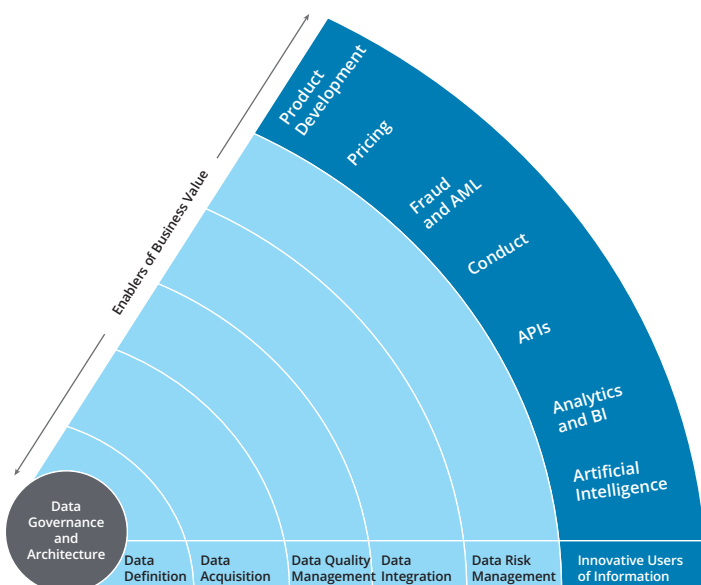 Product
Development
Pricing
Fraud
and AML
Conduct
APIs
Analytics
and BI
Artificial
Intelligence
Enablers of Business Value
Data
Governance
and
Architecture
Data
Definition
Data
Acquisition
Data Quality
Management
Data
Integration
Data Risk
Management
Innovative Users
of Information